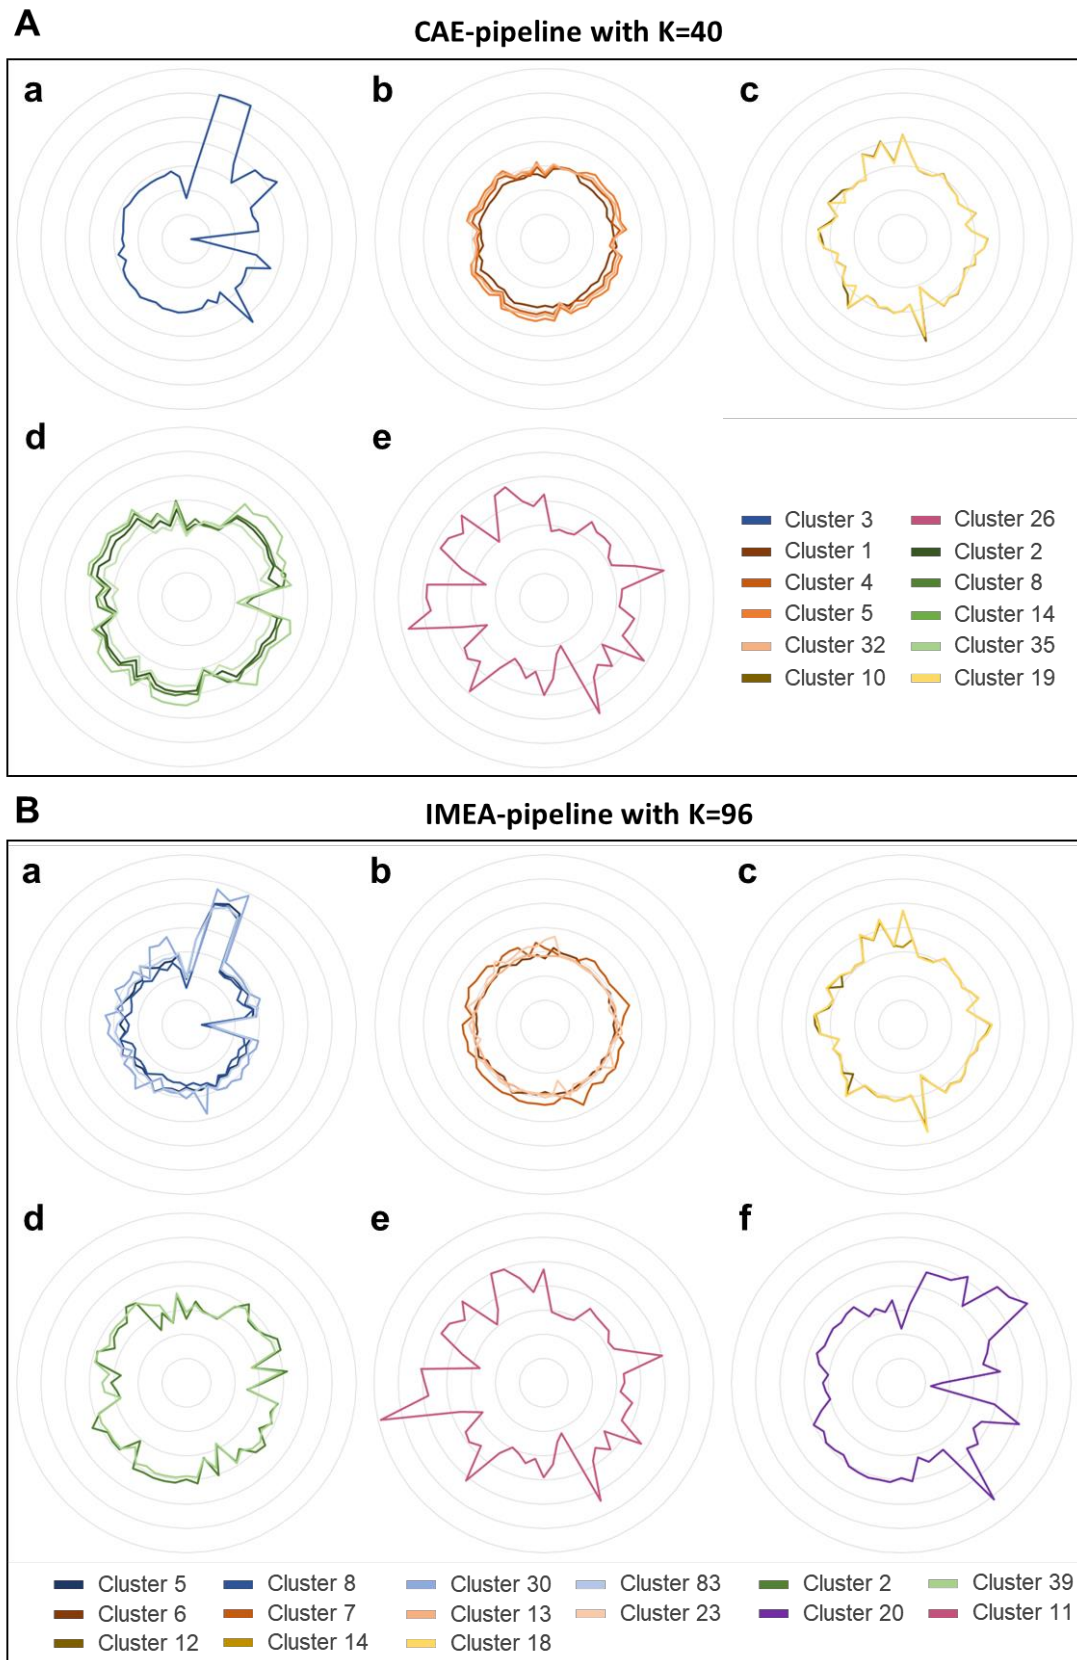 A
CAE-pipeline with K=40
a
b
c
d
e
Cluster 3
Cluster 26
Cluster 1
Cluster 2
Cluster 4
Cluster 8
Cluster 5
Cluster 14
Cluster 32
Cluster 35
Cluster 10
Cluster 19
B
IMEA-pipeline with K=96
a
b
c
d
e
f
Cluster 5
Cluster 8
Cluster 30
Cluster 83
Cluster 2
Cluster 39
Cluster 6
Cluster 7
Cluster 13
Cluster 23
Cluster 20
Cluster 11
Cluster 12
Cluster 14
Cluster 18